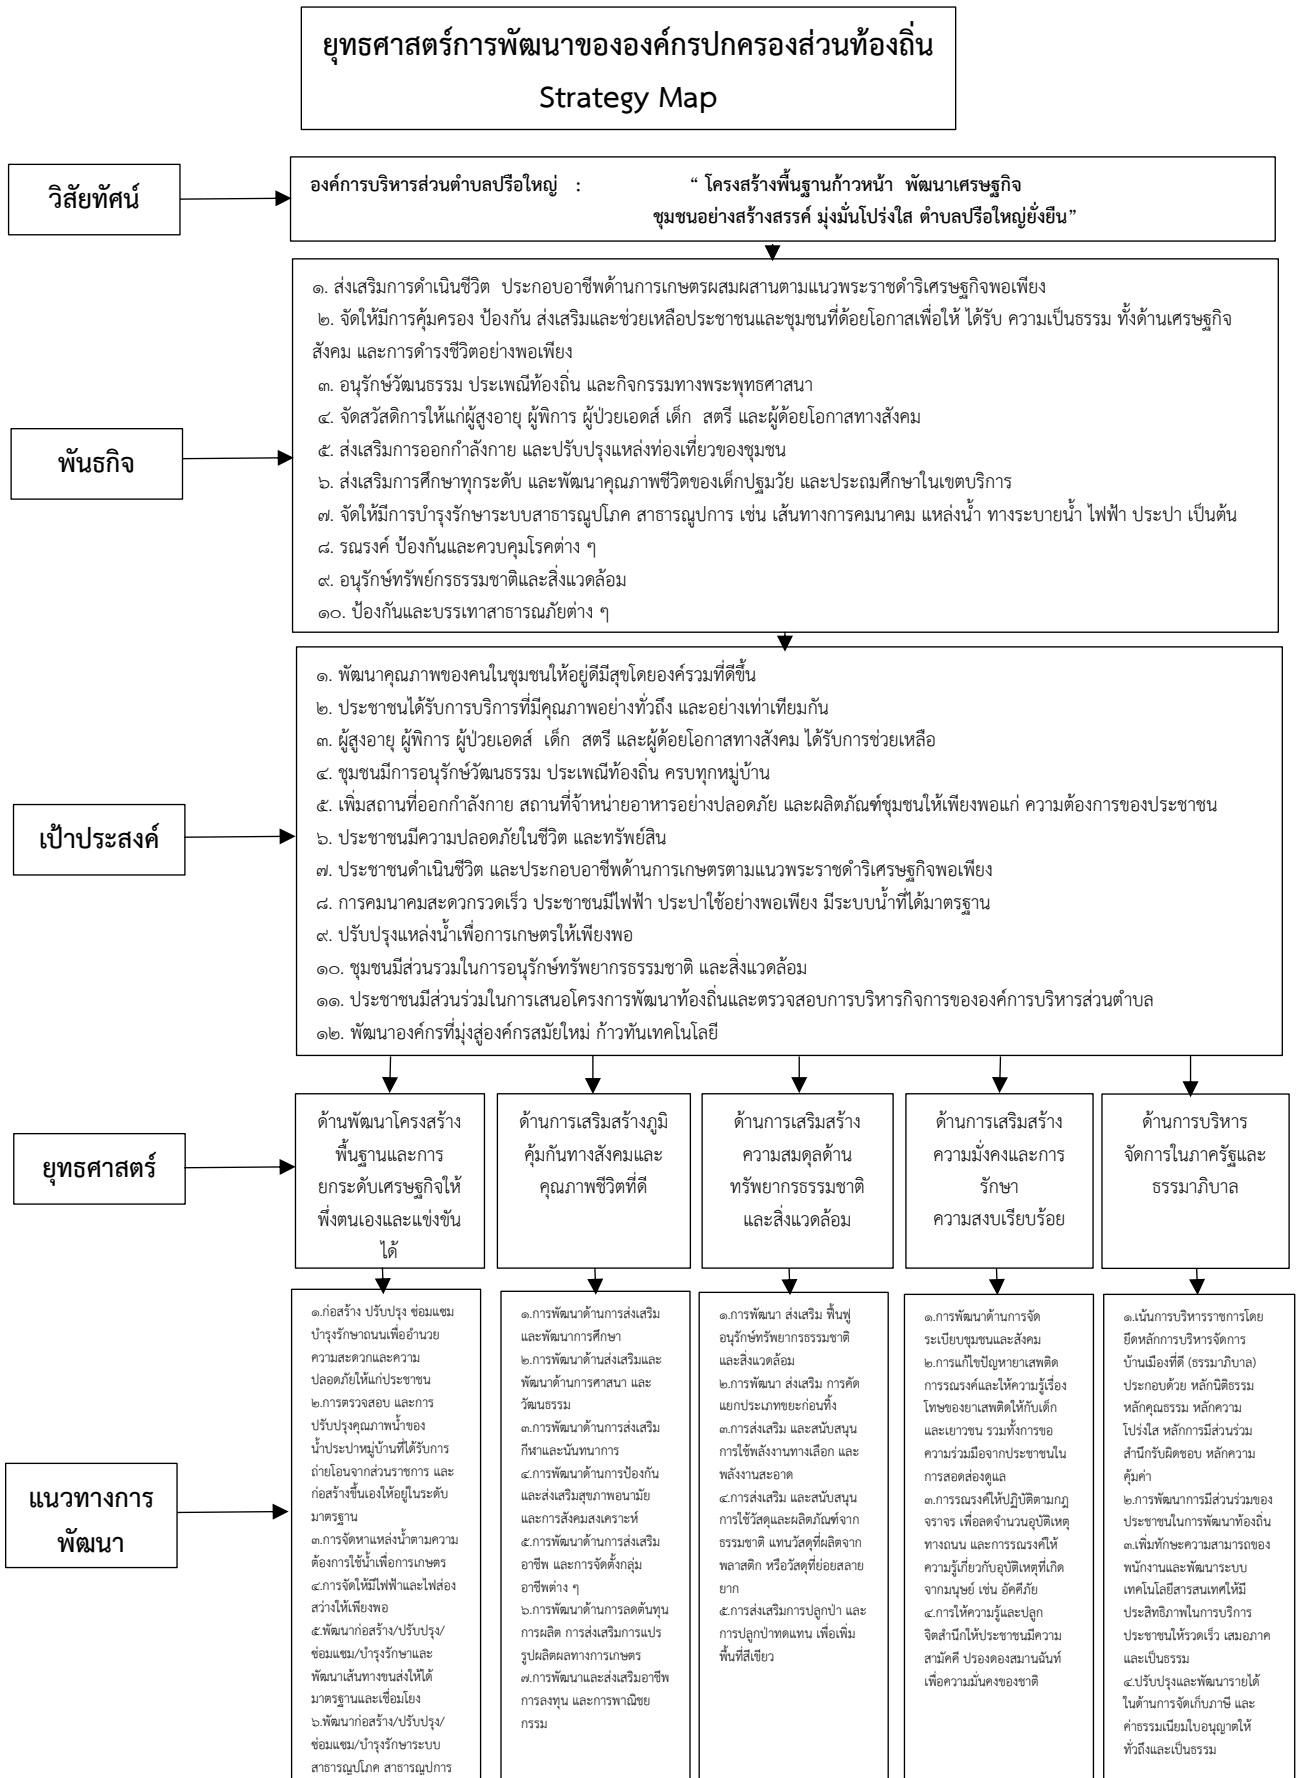 ยุทธศาสตร์การพัฒนาขององค์กรปกครองส่วนท้องถิ่น
Strategy Map
วิสัยทัศน์
องค์การบริหารส่วนตำบลปรือใหญ่ : “ โครงสร้างพื้นฐานก้าวหน้า พัฒนาเศรษฐกิจ
ชุมชนอย่างสร้างสรรค์ มุ่งมั่นโปร่งใส ตำบลปรือใหญ่ยั่งยืน”
พันธกิจ
๑. ส่งเสริมการดำเนินชีวิต ประกอบอาชีพด้านการเกษตรผสมผสานตามแนวพระราชดำริเศรษฐกิจพอเพียง
๒. จัดให้มีการคุ้มครอง ป้องกัน ส่งเสริมและช่วยเหลือประชาชนและชุมชนที่ด้อยโอกาสเพื่อให้ ได้รับ ความเป็นธรรม ทั้งด้านเศรษฐกิจ
สังคม และการดำรงชีวิตอย่างพอเพียง
๓. อนุรักษ์วัฒนธรรม ประเพณีท้องถิ่น และกิจกรรมทางพระพุทธศาสนา
๔. จัดสวัสดิการให้แก่ผู้สูงอายุ ผู้พิการ ผู้ป่วยเอดส์ เด็ก สตรี และผู้ด้อยโอกาสทางสังคม
๕. ส่งเสริมการออกกำลังกาย และปรับปรุงแหล่งท่องเที่ยวของชุมชน
๖. ส่งเสริมการศึกษาทุกระดับ และพัฒนาคุณภาพชีวิตของเด็กปฐมวัย และประถมศึกษาในเขตบริการ
๗. จัดให้มีการบำรุงรักษาระบบสาธารณูปโภค สาธารณูปการ เช่น เส้นทางการคมนาคม แหล่งน้ำ ทางระบายน้ำ ไฟฟ้า ประปา เป็นต้น
๘. รณรงค์ ป้องกันและควบคุมโรคต่าง ๆ
๙. อนุรักษ์ทรัพย์กรธรรมชาติและสิ่งแวดล้อม
๑๐. ป้องกันและบรรเทาสาธารณภัยต่าง ๆ
เป้าประสงค์
๑. พัฒนาคุณภาพของคนในชุมชนให้อยู่ดีมีสุขโดยองค์รวมที่ดีขึ้น
๒. ประชาชนได้รับการบริการที่มีคุณภาพอย่างทั่วถึง และอย่างเท่าเทียมกัน
๓. ผู้สูงอายุ ผู้พิการ ผู้ป่วยเอดส์ เด็ก สตรี และผู้ด้อยโอกาสทางสังคม ได้รับการช่วยเหลือ
๔. ชุมชนมีการอนุรักษ์วัฒนธรรม ประเพณีท้องถิ่น ครบทุกหมู่บ้าน
๕. เพิ่มสถานที่ออกกำลังกาย สถานที่จำหน่ายอาหารอย่างปลอดภัย และผลิตภัณฑ์ชุมชนให้เพียงพอแก่ ความต้องการของประชาชน
๖. ประชาชนมีความปลอดภัยในชีวิต และทรัพย์สิน
๗. ประชาชนดำเนินชีวิต และประกอบอาชีพด้านการเกษตรตามแนวพระราชดำริเศรษฐกิจพอเพียง
๘. การคมนาคมสะดวกรวดเร็ว ประชาชนมีไฟฟ้า ประปาใช้อย่างพอเพียง มีระบบน้ำที่ได้มาตรฐาน
๙. ปรับปรุงแหล่งน้ำเพื่อการเกษตรให้เพียงพอ
๑๐. ชุมชนมีส่วนรวมในการอนุรักษ์ทรัพยากรธรรมชาติ และสิ่งแวดล้อม
๑๑. ประชาชนมีส่วนร่วมในการเสนอโครงการพัฒนาท้องถิ่นและตรวจสอบการบริหารกิจการขององค์การบริหารส่วนตำบล
๑๒. พัฒนาองค์กรที่มุ่งสู่องค์กรสมัยใหม่ ก้าวทันเทคโนโลยี
ยุทธศาสตร์
ด้านพัฒนาโครงสร้าง
พื้นฐานและการ
ยกระดับเศรษฐกิจให้
พึ่งตนเองและแข่งขัน
ได้
ด้านการเสริมสร้างภูมิ
คุ้มกันทางสังคมและ
คุณภาพชีวิตที่ดี
ด้านการเสริมสร้าง
ความสมดุลด้าน
ทรัพยากรธรรมชาติ
และสิ่งแวดล้อม
ด้านการเสริมสร้าง
ความมั่งคงและการ
รักษา
ความสงบเรียบร้อย
ด้านการบริหาร
จัดการในภาครัฐและ
ธรรมาภิบาล
แนวทางการ
พัฒนา
๑.ก่อสร้าง ปรับปรุง ซ่อมแซม
บำรุงรักษาถนนเพื่ออำนวย
ความสะดวกและความ
ปลอดภัยให้แก่ประชาชน
๒.การตรวจสอบ และการ
ปรับปรุงคุณภาพน้ำของ
น้ำประปาหมู่บ้านที่ได้รับการ
ถ่ายโอนจากส่วนราชการ และ
ก่อสร้างขึ้นเองให้อยู่ในระดับ
มาตรฐาน
๓.การจัดหาแหล่งน้ำตามความ
ต้องการใช้น้ำเพื่อการเกษตร
๔.การจัดให้มีไฟฟ้าและไฟส่อง
สว่างให้เพียงพอ
๕.พัฒนาก่อสร้าง/ปรับปรุง/
ซ่อมแซม/บำรุงรักษาและ
พัฒนาเส้นทางขนส่งให้ได้
มาตรฐานและเชื่อมโยง
๖.พัฒนาก่อสร้าง/ปรับปรุง/
ซ่อมแซม/บำรุงรักษาระบบ
สาธารณูปโภค สาธารณูปการ
๑.การพัฒนาด้านการส่งเสริม
และพัฒนาการศึกษา
๒.การพัฒนาด้านส่งเสริมและ
พัฒนาด้านการศาสนา และ
วัฒนธรรม
๓.การพัฒนาด้านการส่งเสริม
กีฬาและนันทนาการ
๔.การพัฒนาด้านการป้องกัน
และส่งเสริมสุขภาพอนามัย
และการสังคมสงเคราะห์
๕.การพัฒนาด้านการส่งเสริม
อาชีพ และการจัดตั้งกลุ่ม
อาชีพต่าง ๆ
๖.การพัฒนาด้านการลดต้นทุน
การผลิต การส่งเสริมการแปร
รูปผลิตผลทางการเกษตร
๗.การพัฒนาและส่งเสริมอาชีพ
การลงทุน และการพาณิชย
กรรม
๑.การพัฒนา ส่งเสริม ฟื้นฟู
อนุรักษ์ทรัพยากรธรรมชาติ
และสิ่งแวดล้อม
๒.การพัฒนา ส่งเสริม การคัด
แยกประเภทขยะก่อนทิ้ง
๓.การส่งเสริม และสนับสนุน
การใช้พลังงานทางเลือก และ
พลังงานสะอาด
๔.การส่งเสริม และสนับสนุน
การใช้วัสดุและผลิตภัณฑ์จาก
ธรรมชาติ แทนวัสดุที่ผลิตจาก
พลาสติก หรือวัสดุที่ย่อยสลาย
ยาก
๕.การส่งเสริมการปลูกป่า และ
การปลูกป่าทดแทน เพื่อเพิ่ม
พื้นที่สีเขียว
๑.การพัฒนาด้านการจัด
ระเบียบชุมชนและสังคม
๒.การแก้ไขปัญหายาเสพติด
การรณรงค์และให้ความรู้เรื่อง
โทษของยาเสพติดให้กับเด็ก
และเยาวชน รวมทั้งการขอ
ความร่วมมือจากประชาชนใน
การสอดส่องดูแล
๓.การรณรงค์ให้ปฏิบัติตามกฎ
จราจร เพื่อลดจำนวนอุบัติเหตุ
ทางถนน และการรณรงค์ให้
ความรู้เกี่ยวกับอุบัติเหตุที่เกิด
จากมนุษย์ เช่น อัคคีภัย
๔.การให้ความรู้และปลูก
จิตสำนึกให้ประชาชนมีความ
สามัคคี ปรองดองสมานฉันท์
เพื่อความมั่นคงของชาติ
๑.เน้นการบริหารราชการโดย
ยึดหลักการบริหารจัดการ
บ้านเมืองที่ดี (ธรรมาภิบาล)
ประกอบด้วย หลักนิติธรรม
หลักคุณธรรม หลักความ
โปร่งใส หลักการมีส่วนร่วม
สำนึกรับผิดชอบ หลักความ
คุ้มค่า
๒.การพัฒนาการมีส่วนร่วมของ
ประชาชนในการพัฒนาท้องถิ่น
๓.เพิ่มทักษะความสามารถของ
พนักงานและพัฒนาระบบ
เทคโนโลยีสารสนเทศให้มี
ประสิทธิภาพในการบริการ
ประชาชนให้รวดเร็ว เสมอภาค
และเป็นธรรม
๔.ปรับปรุงและพัฒนารายได้
ในด้านการจัดเก็บภาษี และ
ค่าธรรมเนียมใบอนุญาตให้
ทั่วถึงและเป็นธรรม